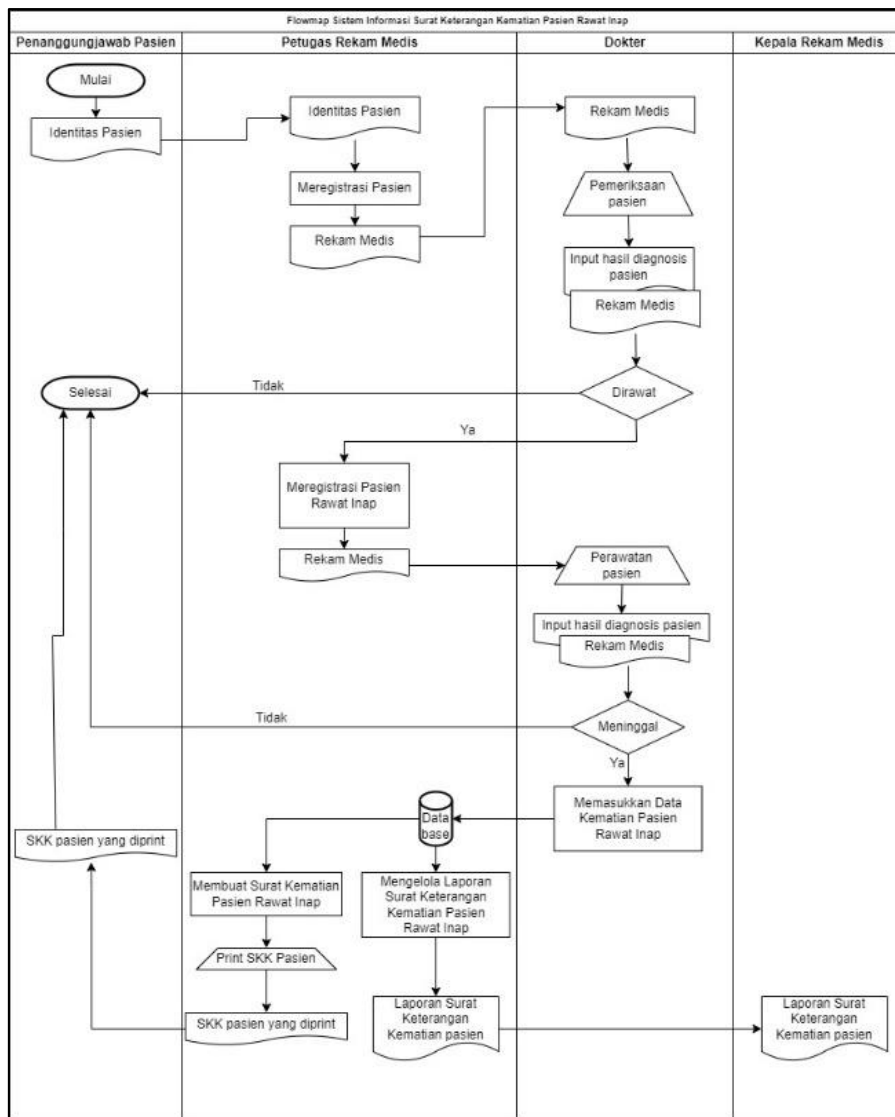 Flowmap Sistem Informasi Surat Keterangan Kematian Pasien Rawat Inap
Penanggungjawab Pasien
Petugas Rekam Medis
Dokter
Kepala Rekam Medis
Mulai
Identitas Pasien
Identitas Pasien
Meregistrasi Pasien
Rekam Medis
Rekam Medis
Pemeriksaan
pasien
Input hasil diagnosis
pasien
Rekam Medis
Dirawat
Tidak
Selesai
Ya
Meregistrasi Pasien
Rawat Inap
Rekam Medis
Perawatan
pasien
Input hasil diagnosis pasien
Rekam Medis
Meninggal
Tidak
Ya
Memasukkan Data
Kematian Pasien
Rawat Inap
Data
base
Membuat Surat Kematian
Pasien Rawat Inap
Print SKK Pasien
SKK pasien yang diprint
SKK pasien yang diprint
Mengelola Laporan
Surat Keterangan
Kematian Pasien
Rawat Inap
Laporan Surat
Keterangan
Kematian pasien
Laporan Surat
Keterangan
Kematian pasien